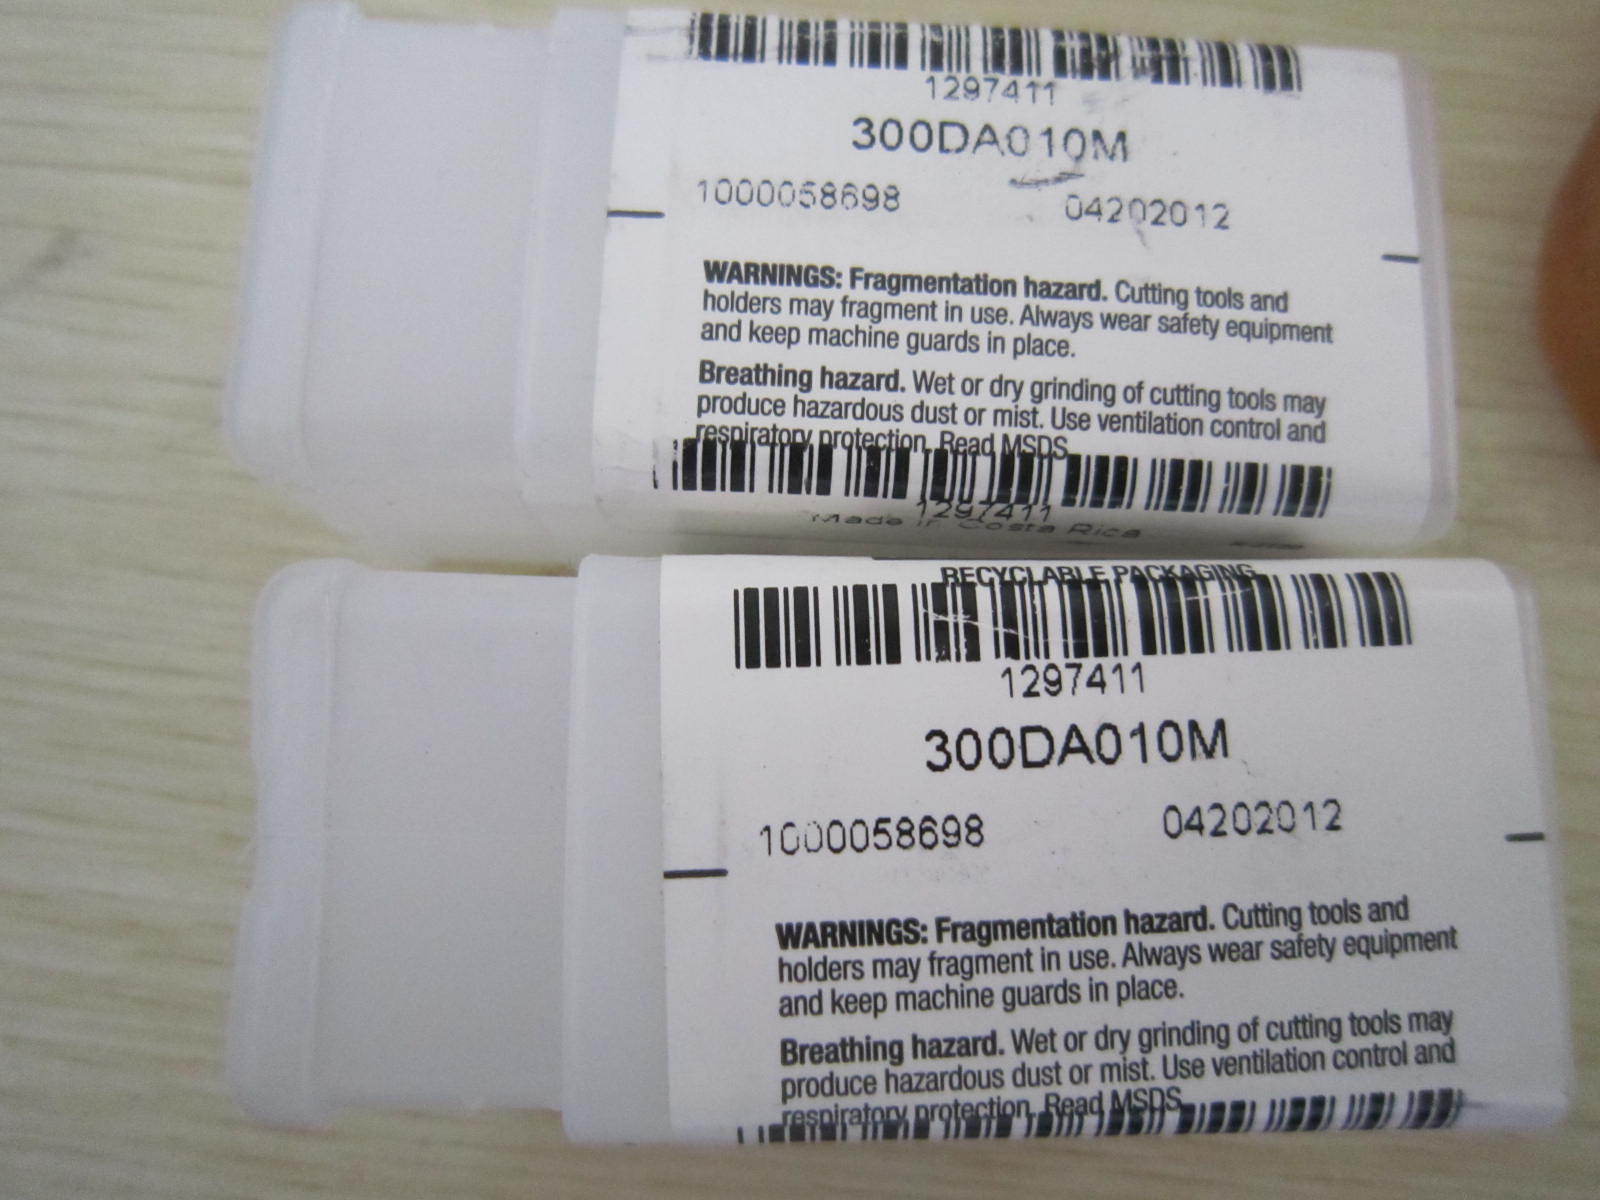 1297411
300DA010M
1000058698 04202012
WARNINGS: Fragmentation hazard. Cutting tools and
holders may fragment in use. Always wear safety equipment
and keep machine guards in place.
Breathing hazard. Wet or dry grinding of cutting tools may
produce hazardous dust or mist. Use ventilation control and
respiratory protection. Read MSDS
1297411
Made in Costa Rica
RECYCLABLE PACKAGING
1297411
300DA010M
1000058698 04202012
WARNINGS: Fragmentation hazard. Cutting tools and
holders may fragment in use. Always wear safety equipment
and keep machine guards in place.
Breathing hazard. Wet or dry grinding of cutting tools may
produce hazardous dust or mist. Use ventilation control and
respiratory protection. Read MSDS